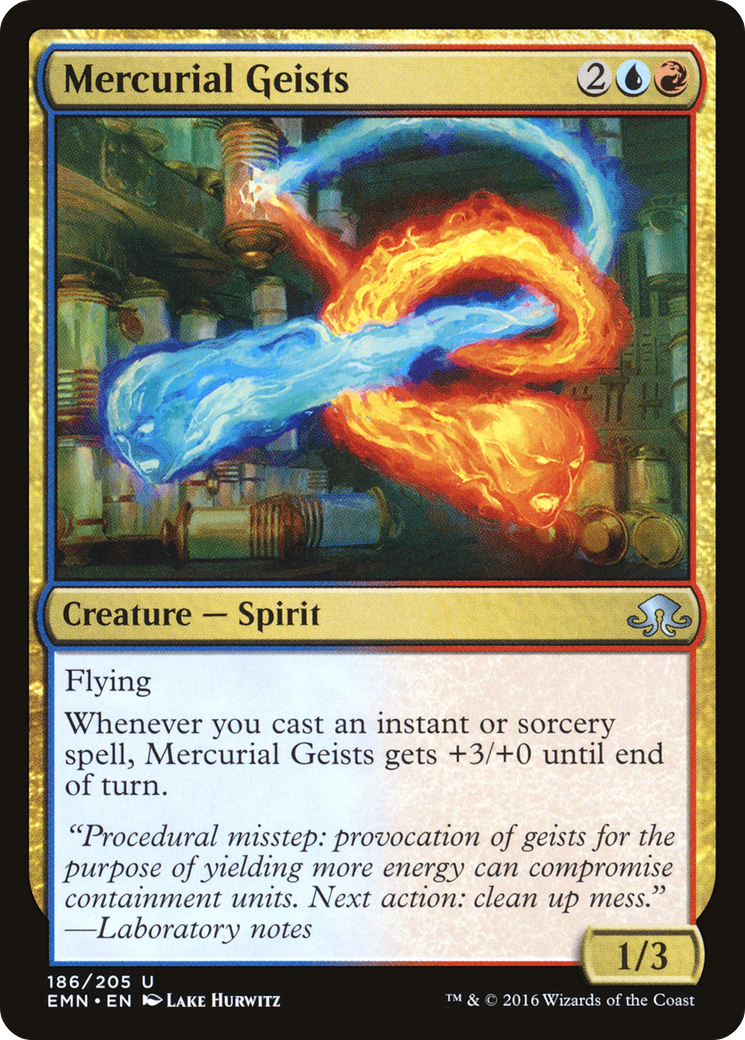 Mercurial Geists 2
Creature — Spirit
Flying
Whenever you cast an instant or sorcery
spell, Mercurial Geists gets +3/+0 until end
of turn.
“Procedural misstep: provocation of geists for the
purpose of yielding more energy can compromise
containment units. Next action: clean up mess.”
—Laboratory notes
1/3
186/205 U
EMN • EN Lake Hurwitz
™ & © 2016 Wizards of the Coast